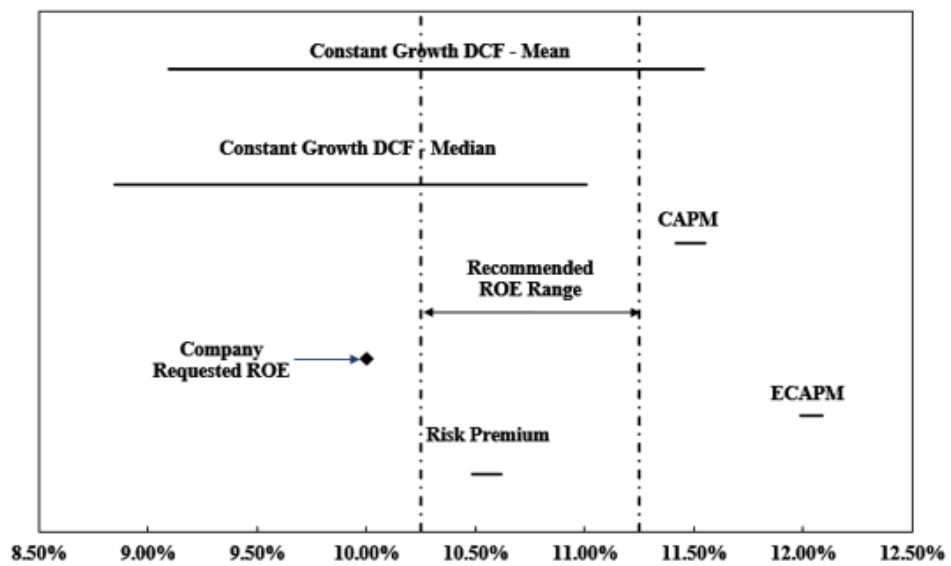 Constant Growth DCF - Mean
Constant Growth DCF - Median
CAPM
Recommended
ROE Range
Company
Requested ROE
ECAPM
Risk Premium
8.50% 9.00% 9.50% 10.00% 10.50% 11.00% 11.50% 12.00% 12.50%